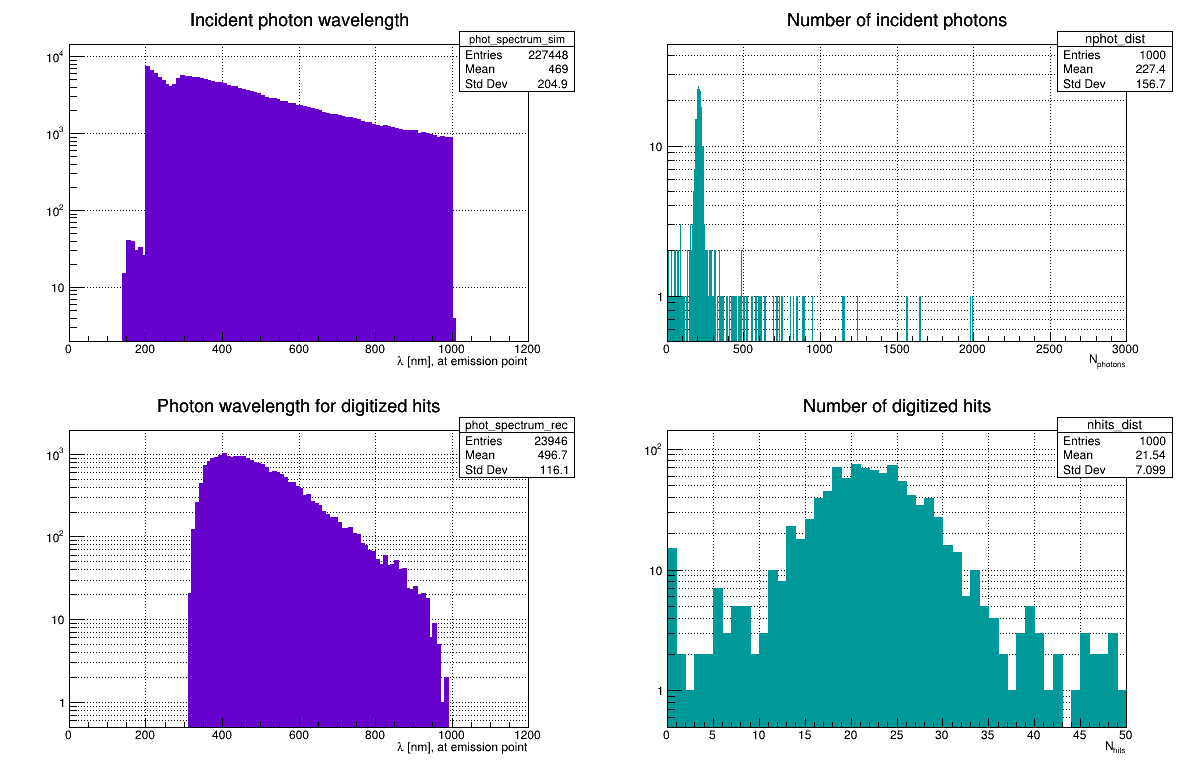 Incident photon wavelength
phot_spectrum_sim
Entries 227448
Mean 469
Std Dev 204.9
10^4
10^3
10^2
10
0 200 400 600 800 1000 1200
λ [nm], at emission point
Number of incident photons
nphot_dist
Entries 1000
Mean 227.4
Std Dev 156.7
10
1
0 500 1000 1500 2000 2500 3000
N_photons
Photon wavelength for digitized hits
phot_spectrum_rec
Entries 23946
Mean 496.7
Std Dev 116.1
10^3
10^2
10
1
0 200 400 600 800 1000 1200
λ [nm], at emission point
Number of digitized hits
nhits_dist
Entries 1000
Mean 21.54
Std Dev 7.099
10^2
10
1
0 5 10 15 20 25 30 35 40 45 50
N_hits